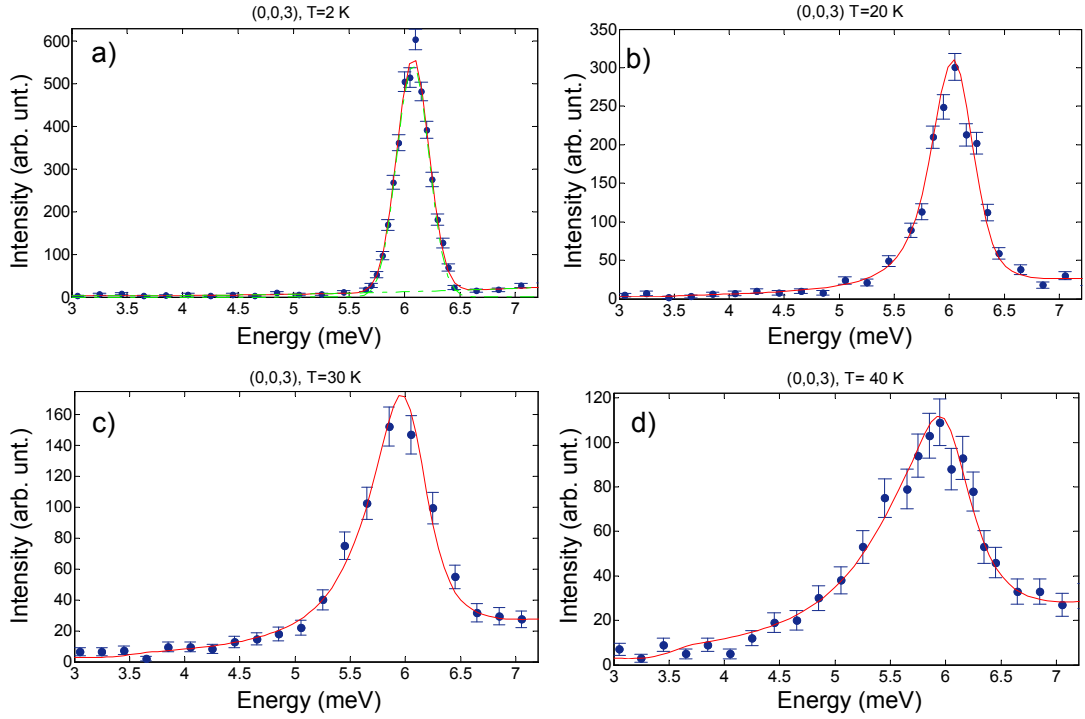 (0,0,3), T=2 K
a)
Intensity (arb. unt.)
600
500
400
300
200
100
0
3 3.5 4 4.5 5 5.5 6 6.5 7
Energy (meV)
(0,0,3) T=20 K
b)
Intensity (arb. unt.)
350
300
250
200
150
100
50
0
3 3.5 4 4.5 5 5.5 6 6.5 7
Energy (meV)
(0,0,3), T=30 K
c)
Intensity (arb. unt.)
160
140
120
100
80
60
40
20
0
3 3.5 4 4.5 5 5.5 6 6.5 7
Energy (meV)
(0,0,3), T= 40 K
d)
Intensity (arb. unt.)
120
100
80
60
40
20
0
3 3.5 4 4.5 5 5.5 6 6.5 7
Energy (meV)